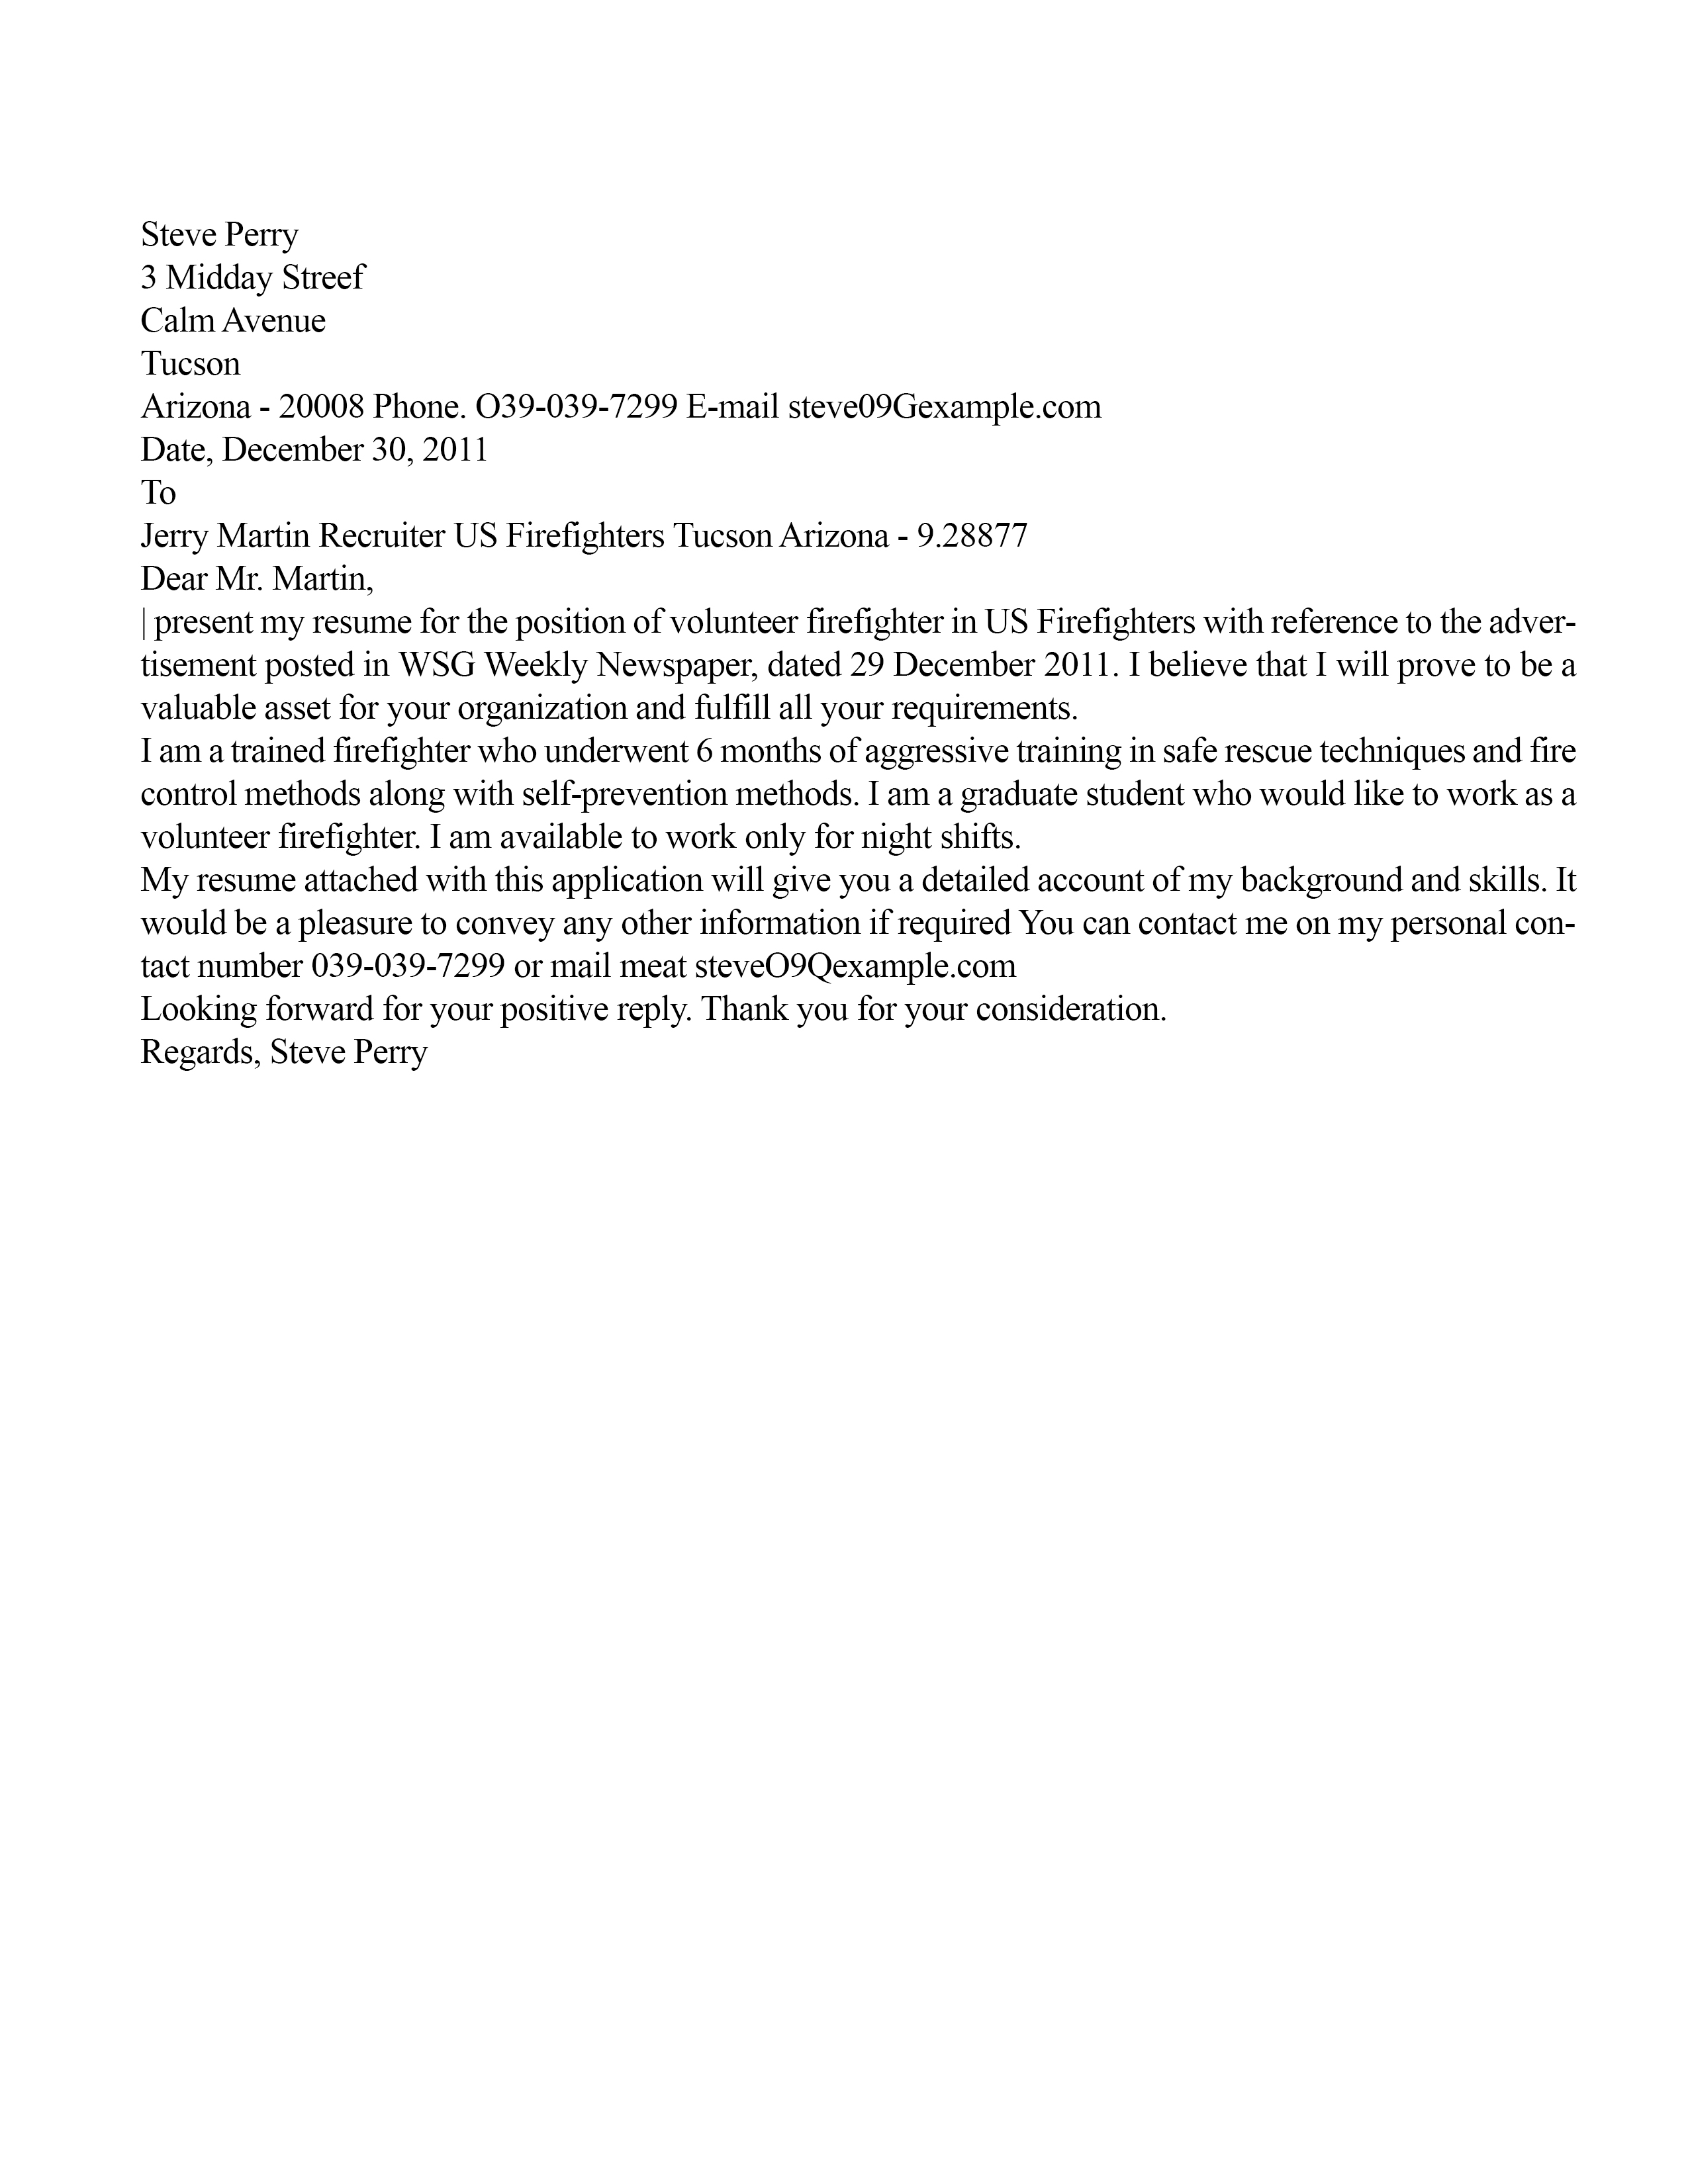 Steve Perry
3 Midday Streef
Calm Avenue
Tucson
Arizona - 20008 Phone. O39-039-7299 E-mail steve09Gexample.com
Date, December 30, 2011
To
Jerry Martin Recruiter US Firefighters Tucson Arizona - 9.28877
Dear Mr. Martin,
| present my resume for the position of volunteer firefighter in US Firefighters with reference to the adver-
tisement posted in WSG Weekly Newspaper, dated 29 December 2011. I believe that I will prove to be a
valuable asset for your organization and fulfill all your requirements.
I am a trained firefighter who underwent 6 months of aggressive training in safe rescue techniques and fire
control methods along with self-prevention methods. I am a graduate student who would like to work as a
volunteer firefighter. I am available to work only for night shifts.
My resume attached with this application will give you a detailed account of my background and skills. It
would be a pleasure to convey any other information if required You can contact me on my personal con-
tact number 039-039-7299 or mail meat steveO9Qexample.com
Looking forward for your positive reply. Thank you for your consideration.
Regards, Steve Perry